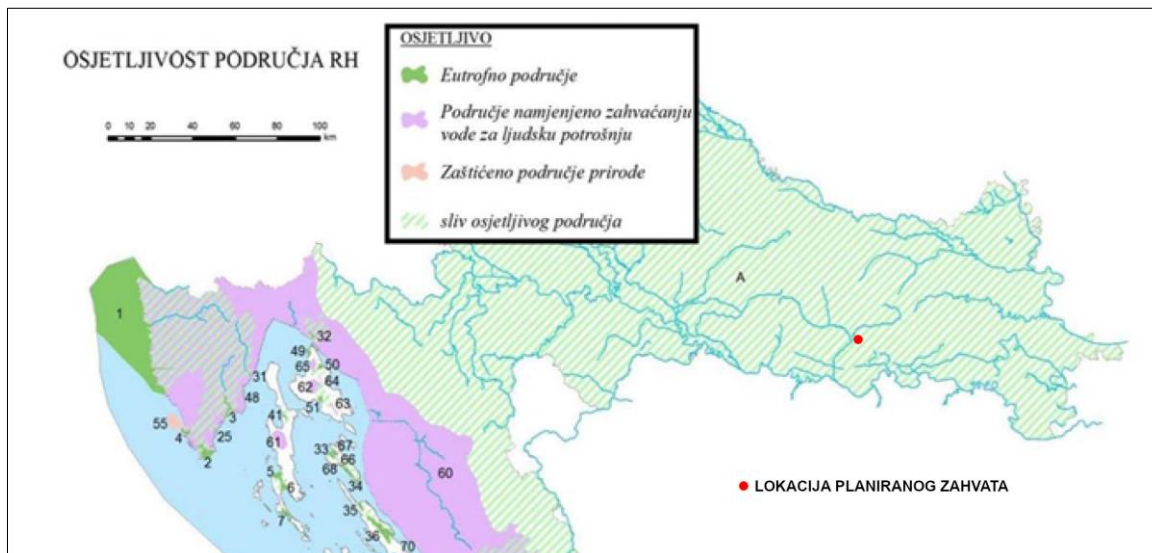 OSJETLJIVOST PODRUČJA RH
0 10 20 40 60 80 100
km
OSJETLJIVO
Eutrofno područje
Područje namjenjeno zahvaćanju
vode za ljudsku potrošnju
Zaštićeno područje prirode
sliv osjetljivog područja
A
1
32
49
65
50
31
62
64
48
51
63
55
3
41
4
25
61
67
2
33
66
60
68
5
34
6
35
7
36
70
LOKACIJA PLANIRANOG ZAHVATA